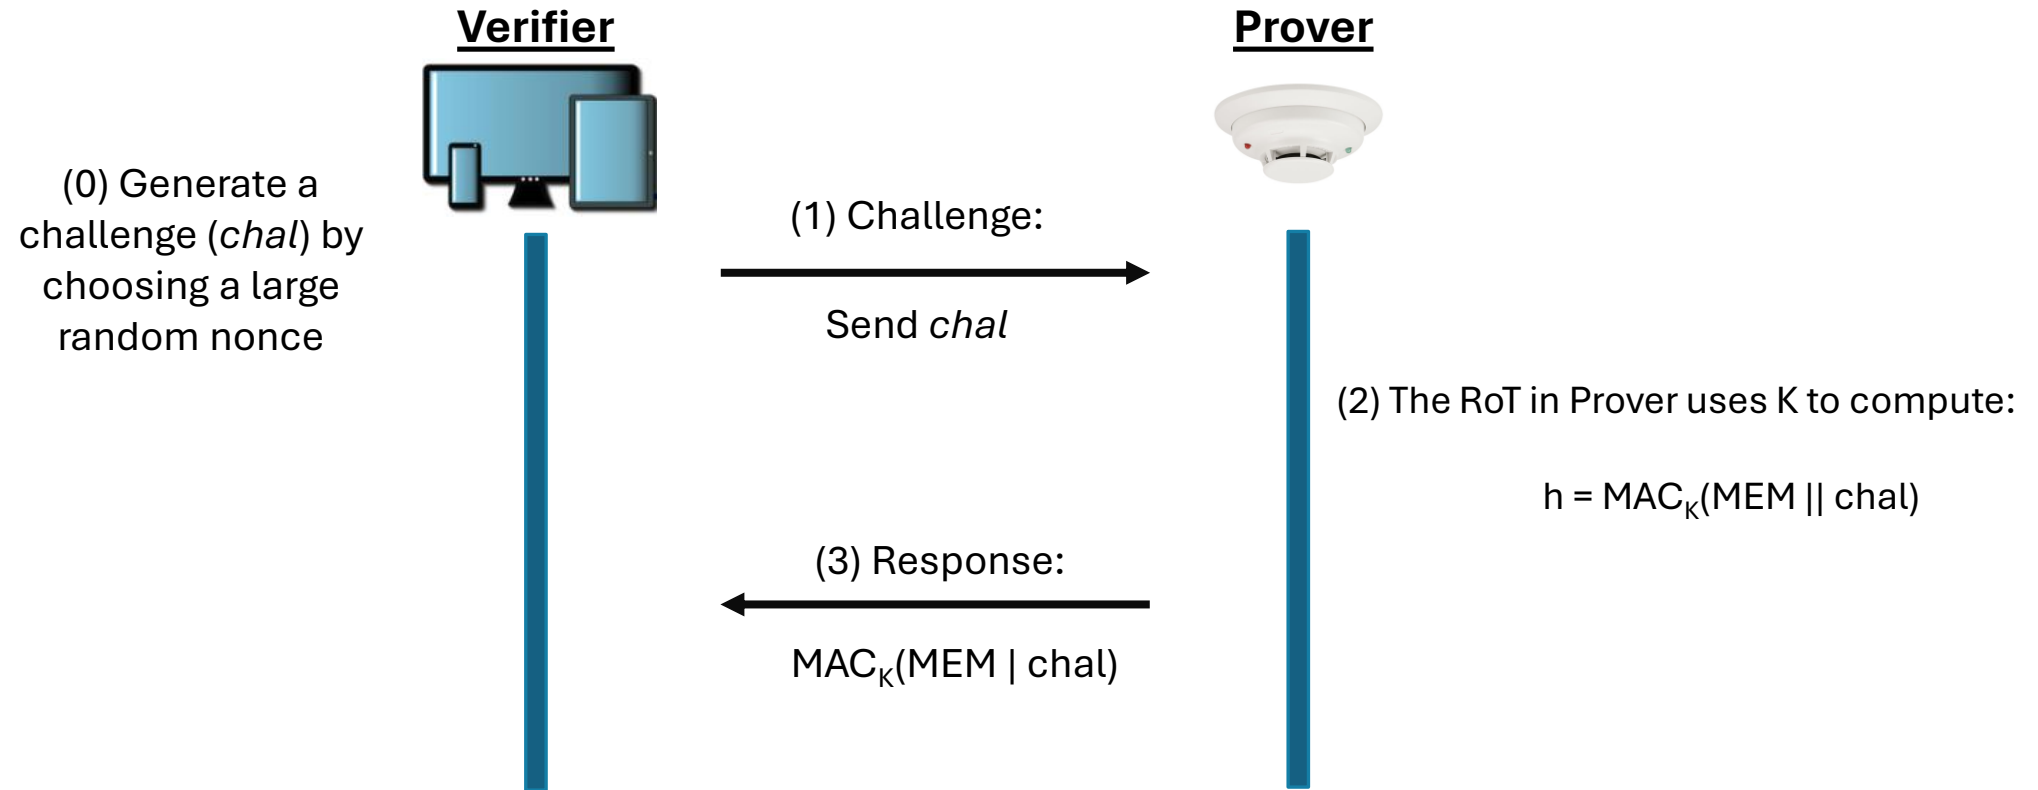 Verifier
Prover
(0) Generate a
challenge (chal) by
choosing a large
random nonce
(1) Challenge:
Send chal
(2) The RoT in Prover uses K to compute:
h = MACK(MEM || chal)
(3) Response:
MACK(MEM | chal)